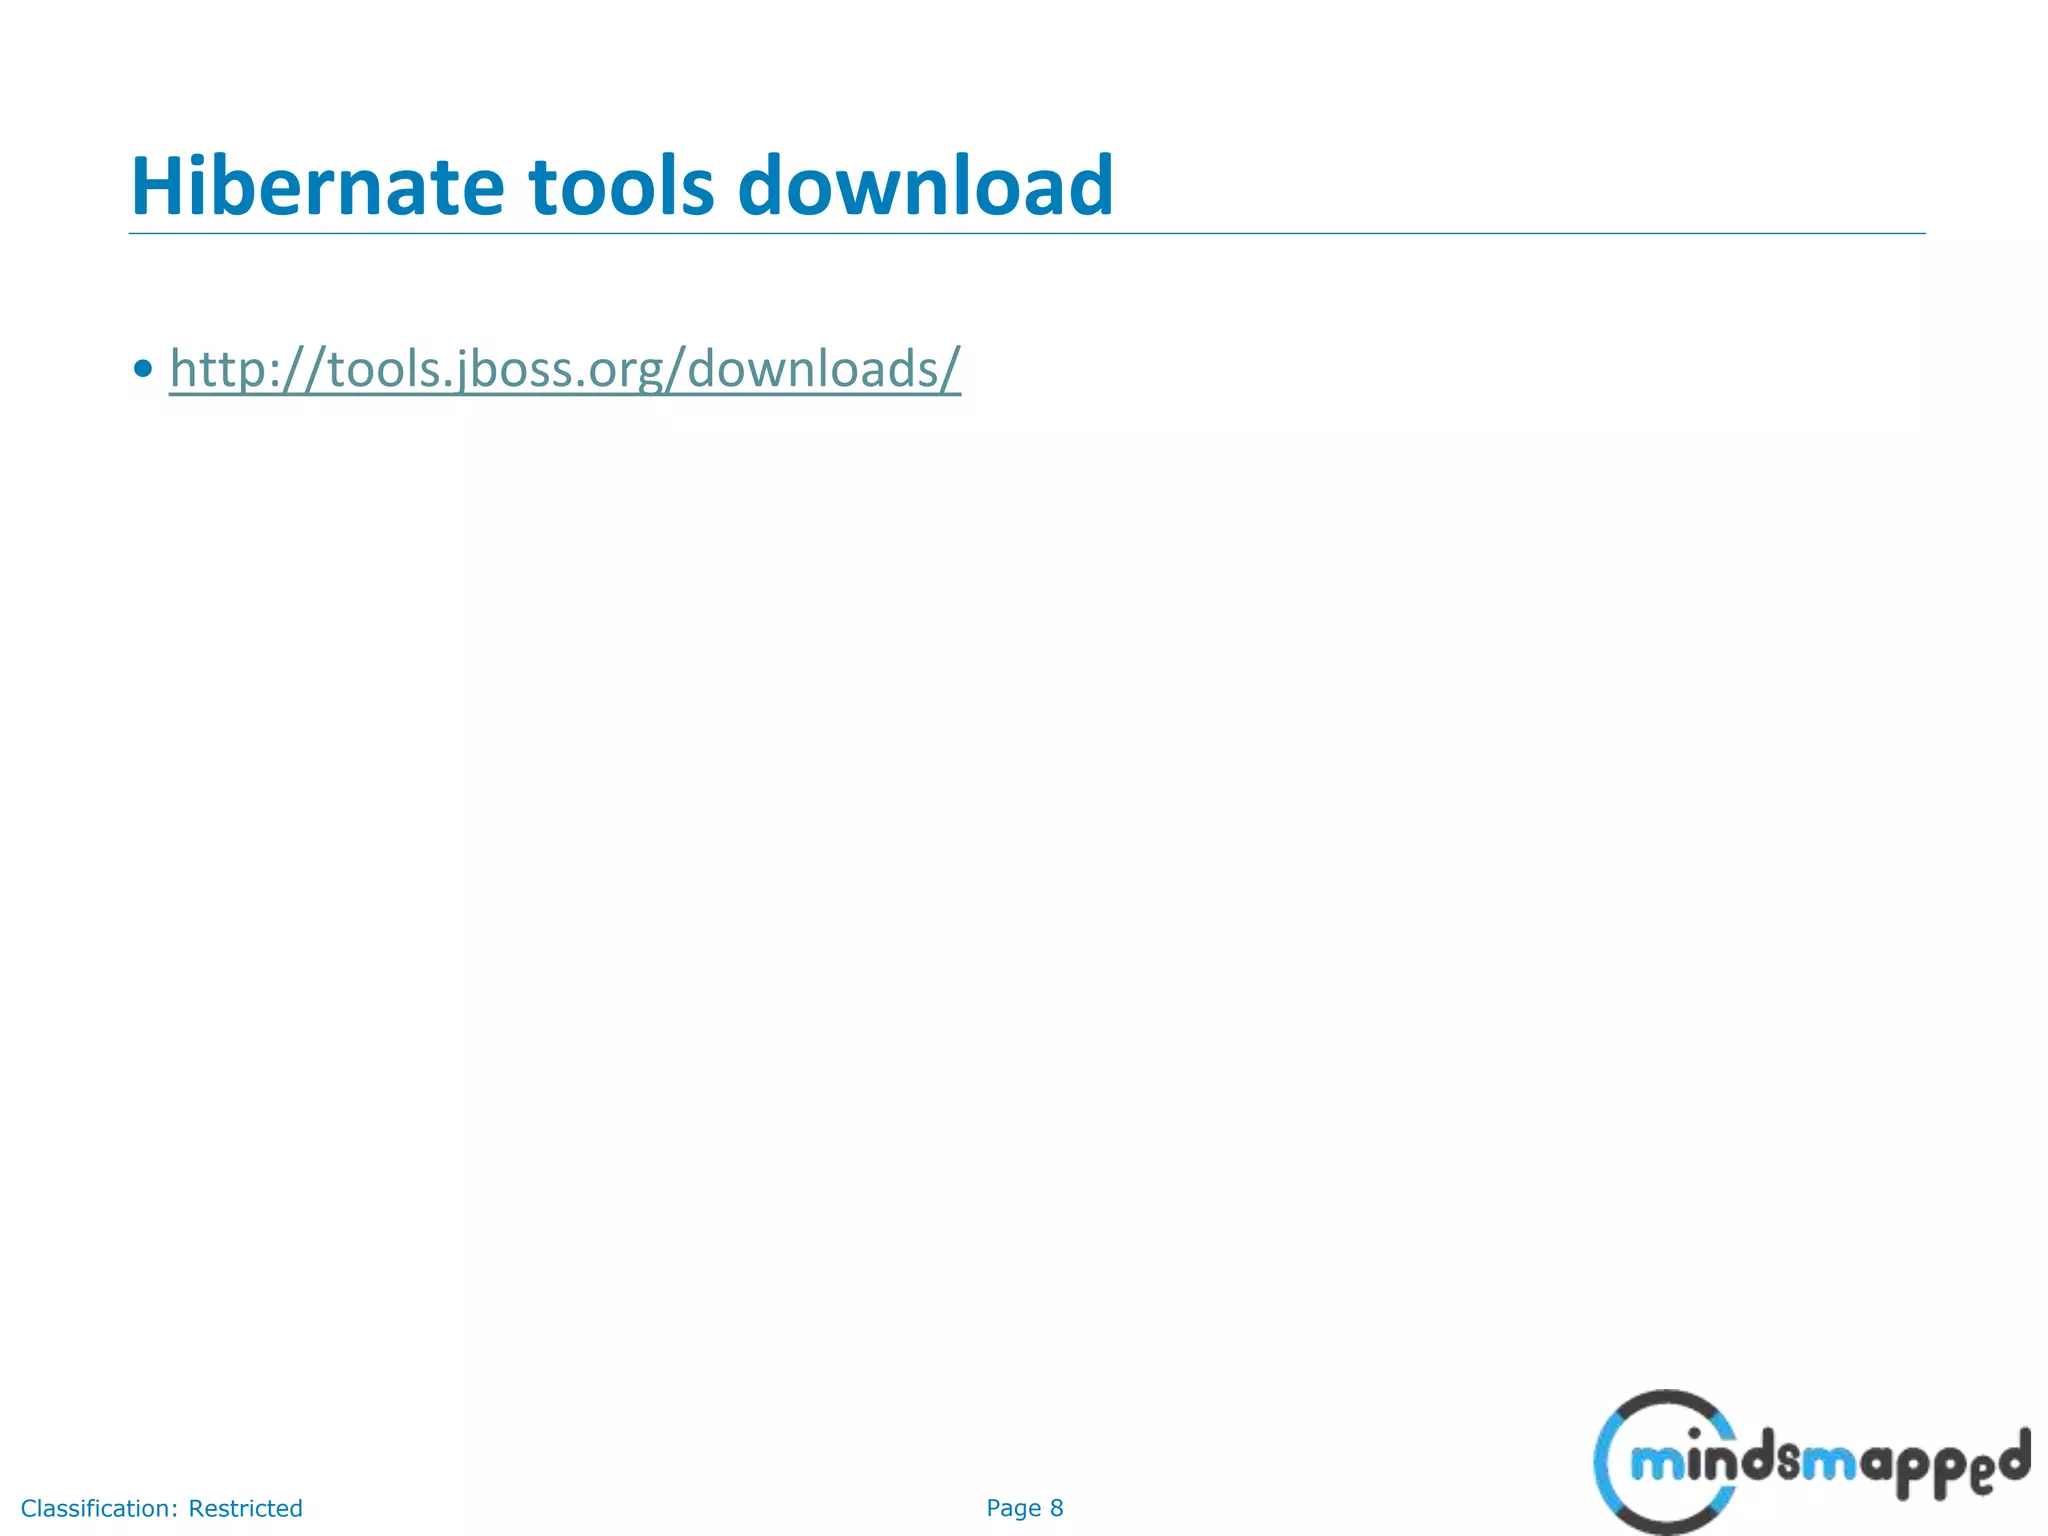 Hibernate tools download
• http://tools.jboss.org/downloads/
mindsmapped
Classification: Restricted
Page 8